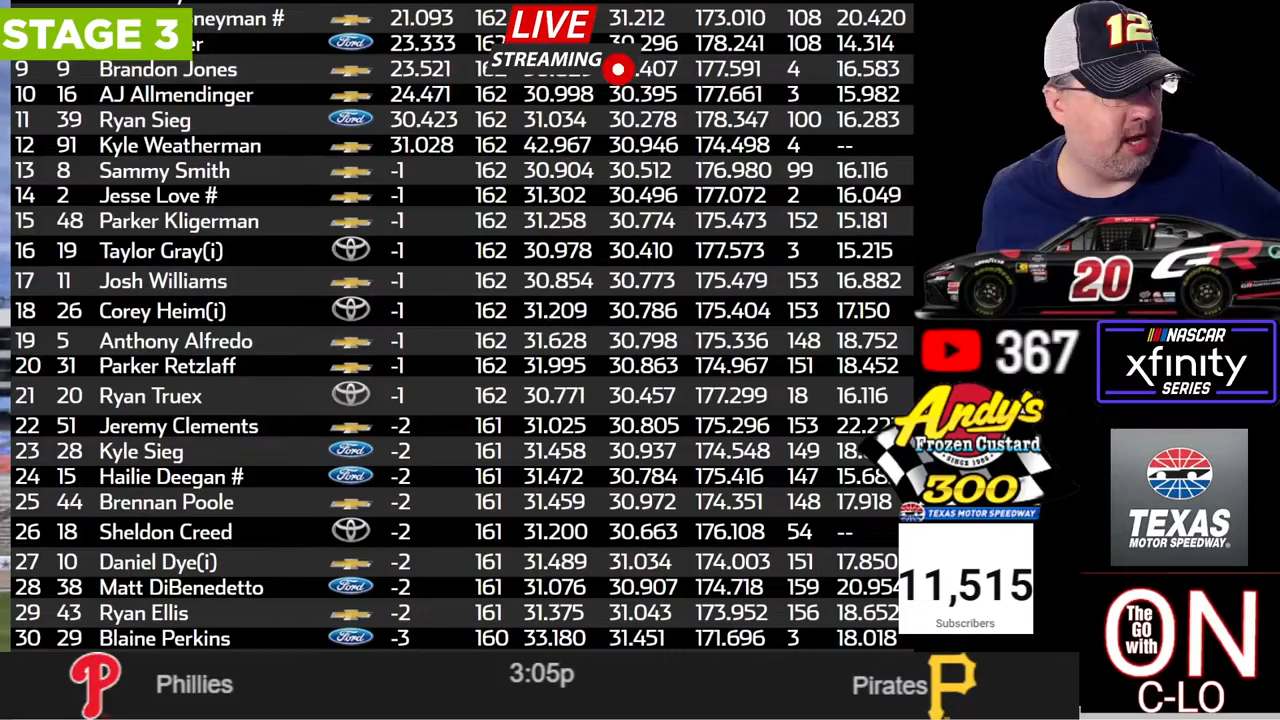 STAGE 3
LIVE
STREAMING
neyman # 21.093 162 31.212 173.010 108 20.420
Ford 23.333 178.241 108 14.314
9 9 Brandon Jones 23.521 .407 177.591 4 16.583
10 16 AJ Allmendinger 24.471 162 30.998 30.395 177.661 3 15.982
11 39 Ryan Sieg Ford 30.423 162 31.034 30.278 178.347 100 16.283
12 91 Kyle Weatherman 31.028 162 42.967 30.946 174.498 4 --
13 8 Sammy Smith -1 162 30.904 30.512 176.980 99 16.116
14 2 Jesse Love # -1 162 31.302 30.496 177.072 2 16.049
15 48 Parker Kligerman -1 162 31.258 30.774 175.473 152 15.181
16 19 Taylor Gray(i) -1 162 30.978 30.410 177.573 3 15.215
17 11 Josh Williams -1 162 30.854 30.773 175.479 153 16.882
18 26 Corey Heim(i) -1 162 31.209 30.786 175.404 153 17.150
19 5 Anthony Alfredo -1 162 31.628 30.798 175.336 148 18.752
20 31 Parker Retzlaff -1 162 31.995 30.863 174.967 151 18.452
21 20 Ryan Truex -1 162 30.771 30.457 177.299 18 16.116
22 51 Jeremy Clements -2 161 31.025 30.805 175.296 153 22.22
23 28 Kyle Sieg Ford -2 161 31.458 30.937 174.548 149 18.
24 15 Hailie Deegan # Ford -2 161 31.472 30.784 175.416 147 15.68
25 44 Brennan Poole -2 161 31.459 30.972 174.351 148 17.918
26 18 Sheldon Creed -2 161 31.200 30.663 176.108 54 --
27 10 Daniel Dye(i) -2 161 31.489 31.034 174.003 151 17.850
28 38 Matt DiBenedetto Ford -2 161 31.076 30.907 174.718 159 20.954
29 43 Ryan Ellis -2 161 31.375 31.043 173.952 156 18.652
30 29 Blaine Perkins Ford -3 160 33.180 31.451 171.696 3 18.018
12
20 GR
367
NASCAR
xfinity
SERIES
Andy's
Frozen Custard
SINCE 1986
300
TEXAS MOTOR SPEEDWAY
TEXAS
MOTOR SPEEDWAY
11,515
Subscribers
The GO with
ON
C-LO
P Phillies 3:05p Pirates P